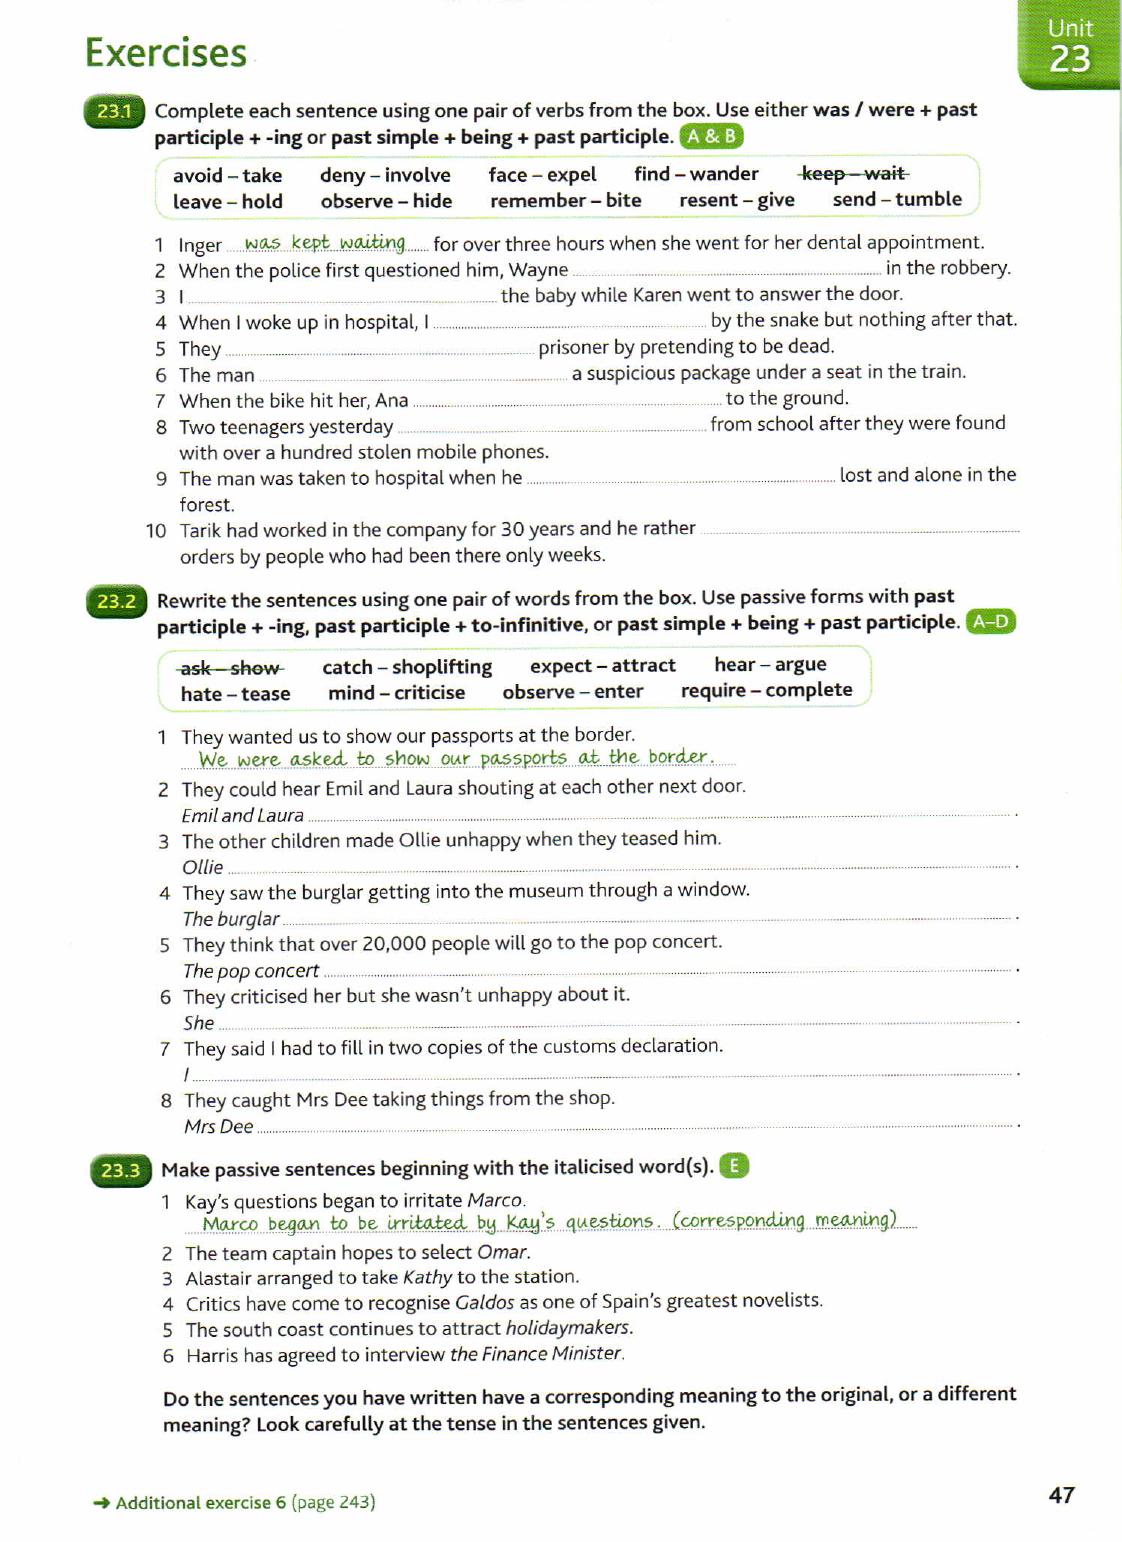 Unit
23
Exercises
23.1 Complete each sentence using one pair of verbs from the box. Use either was / were + past
participle + -ing or past simple + being + past participle. A & B
avoid – take deny – involve face – expel find – wander keep – wait
leave – hold observe – hide remember – bite resent – give send – tumble
1 Inger was kept waiting for over three hours when she went for her dental appointment.
2 When the police first questioned him, Wayne in the robbery.
3 I the baby while Karen went to answer the door.
4 When I woke up in hospital, I by the snake but nothing after that.
5 They prisoner by pretending to be dead.
6 The man a suspicious package under a seat in the train.
7 When the bike hit her, Ana to the ground.
8 Two teenagers yesterday from school after they were found
with over a hundred stolen mobile phones.
9 The man was taken to hospital when he lost and alone in the
forest.
10 Tarik had worked in the company for 30 years and he rather
orders by people who had been there only weeks.
23.2 Rewrite the sentences using one pair of words from the box. Use passive forms with past
participle + -ing, past participle + to-infinitive, or past simple + being + past participle. A–D
ask – show catch – shoplifting expect – attract hear – argue
hate – tease mind – criticise observe – enter require – complete
1 They wanted us to show our passports at the border.
We were asked to show our passports at the border.
2 They could hear Emil and Laura shouting at each other next door.
Emil and Laura .
3 The other children made Ollie unhappy when they teased him.
Ollie .
4 They saw the burglar getting into the museum through a window.
The burglar .
5 They think that over 20,000 people will go to the pop concert.
The pop concert .
6 They criticised her but she wasn't unhappy about it.
She .
7 They said I had to fill in two copies of the customs declaration.
I .
8 They caught Mrs Dee taking things from the shop.
Mrs Dee .
23.3 Make passive sentences beginning with the italicised word(s). E
1 Kay's questions began to irritate Marco.
Marco began to be irritated by Kay's questions. (corresponding meaning)
2 The team captain hopes to select Omar.
3 Alastair arranged to take Kathy to the station.
4 Critics have come to recognise Galdos as one of Spain's greatest novelists.
5 The south coast continues to attract holidaymakers.
6 Harris has agreed to interview the Finance Minister.
Do the sentences you have written have a corresponding meaning to the original, or a different
meaning? Look carefully at the tense in the sentences given.
➜ Additional exercise 6 (page 243)
47